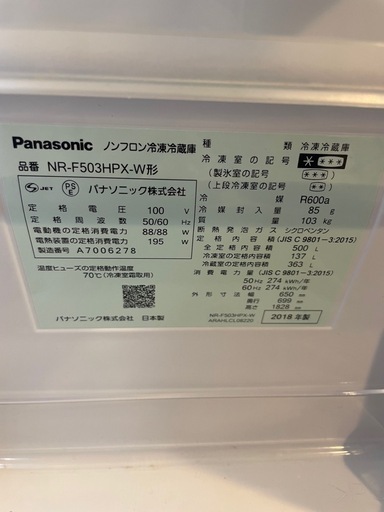 Panasonic ノンフロン冷凍冷蔵庫
品番 NR-F503HPX-W形
S JET PSE パナソニック株式会社
定格電圧 100 V
定格周波数 50/60 Hz
電動機の定格消費電力 88/88 W
電熱装置の定格消費電力 195 W
製造番号 A7006278
温度ヒューズの定格動作温度
70℃(冷凍室霜取用)
パナソニック株式会社 日本製
種類 冷凍冷蔵庫
冷凍室の記号 ****
(製氷室の記号) **
(上段冷凍室の記号) **
冷媒 R600a
冷媒封入量 85 g
質量 103 kg
断熱発泡ガス シクロペンタン
定格内容積 (JIS C 9801-3:2015)
全定格内容積 500 L
冷凍室の定格内容積 137 L
冷蔵室の定格内容積 363 L
消費電力量 (JIS C 9801-3:2015)
50Hz 274 kWh/年
60Hz 274 kWh/年
外形寸法 幅 650 mm
奥行 699 mm
高さ 1828 mm
NR-F503HPX-W
ARAHLCL08220
2018年製